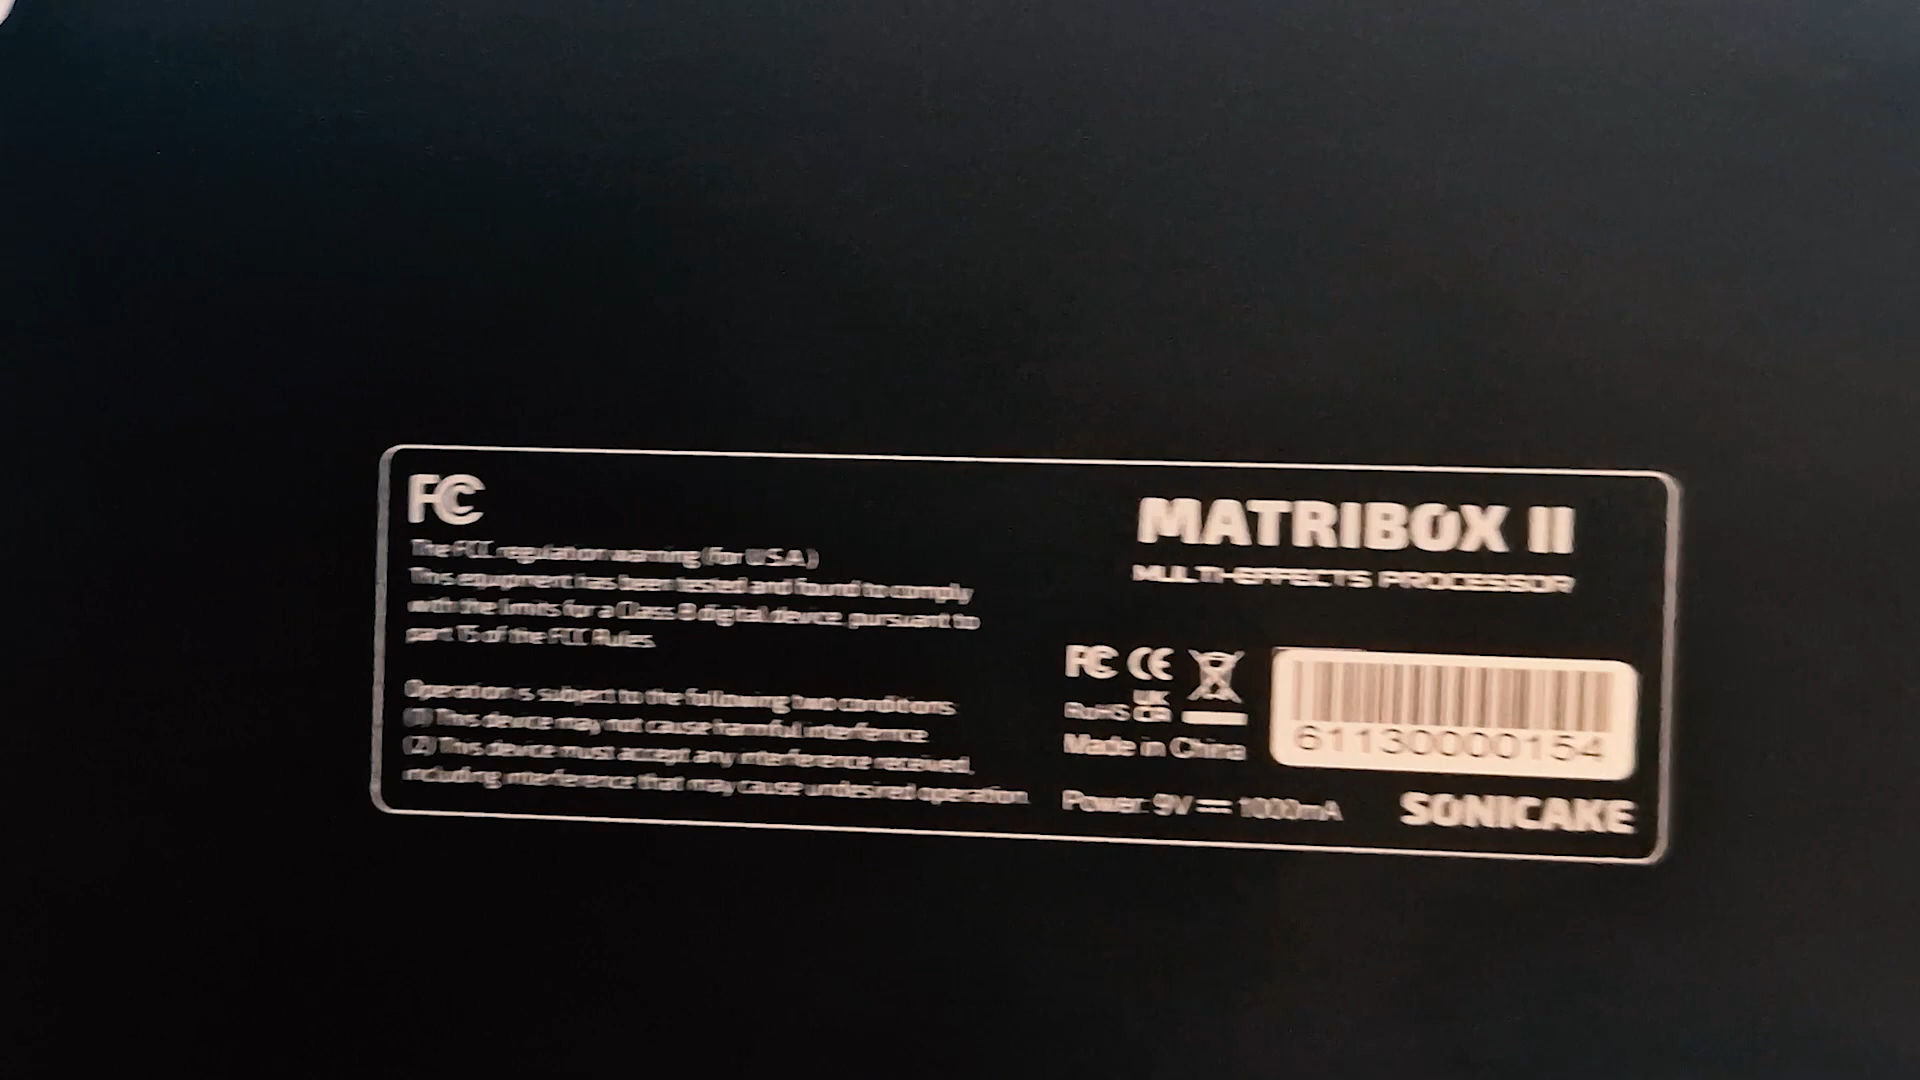 FC
The FCC regulation warning (for U.S.A.)
This equipment has been tested and found to comply
with the limits for a Class B digital device, pursuant to
part 15 of the FCC Rules.
Operation is subject to the following two conditions:
(1) This device may not cause harmful interference
(2) This device must accept any interference received,
including interference that may cause undesired operation.
MATRIBOX II
MULTI-EFFECTS PROCESSOR
FC CE
RoHS UK CA
Made in China
61130000154
Power: 9V 1000mA
SONICAKE